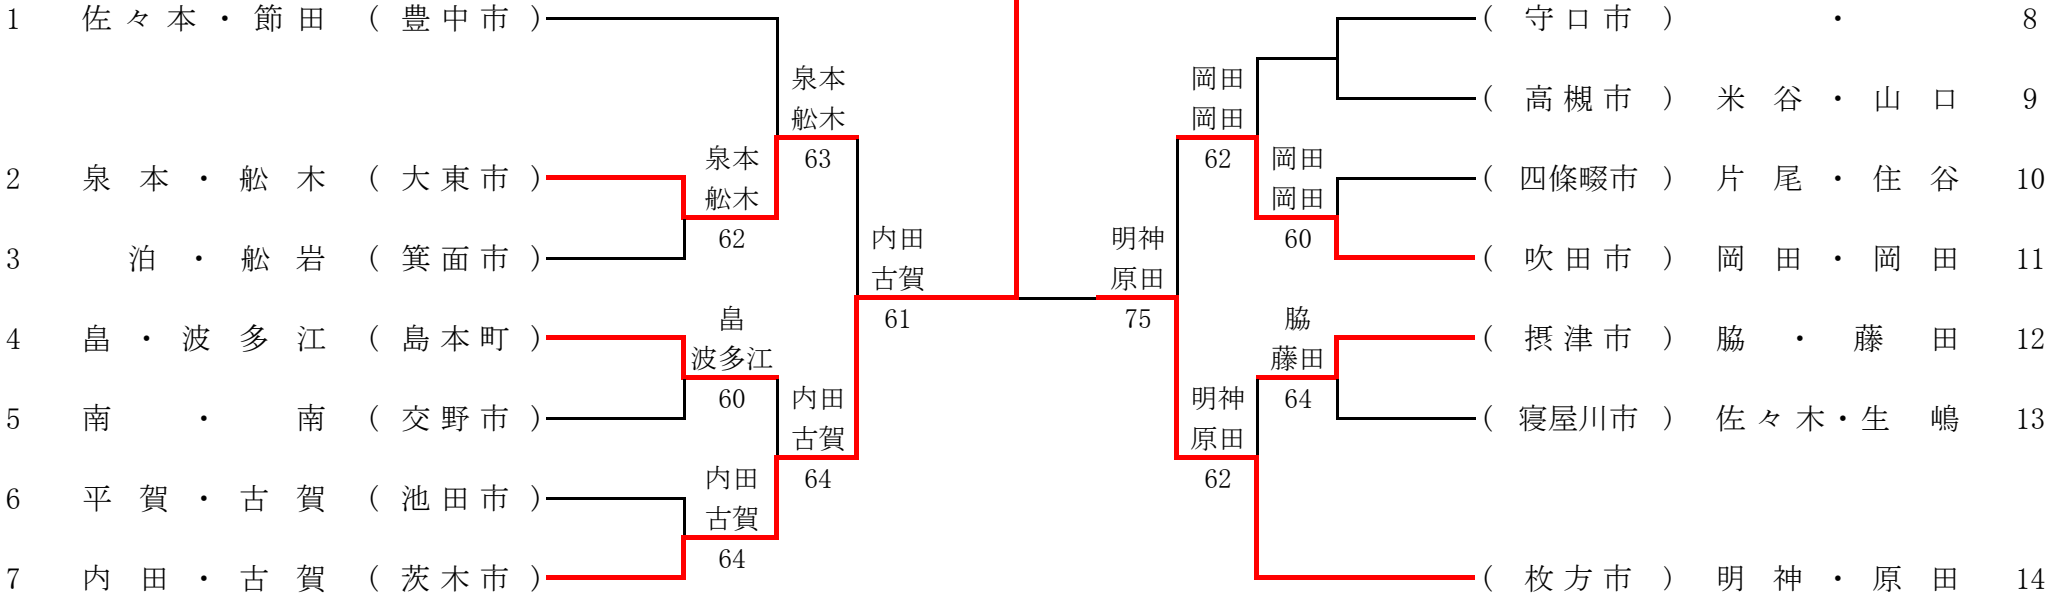 1 佐々本・節田 (豊中市)
(守口市) ・ 8
泉本
舩木
63
岡田
岡田
62
(高槻市) 米谷・山口 9
2 泉本・舩木 (大東市)
泉本
舩木
62
岡田
岡田
60
(四條畷市) 片尾・住谷 10
3 泊・舩岩 (箕面市)
(吹田市) 岡田・岡田 11
内田
古賀
61
明神
原田
75
4 畠・波多江 (島本町)
畠
波多江
60
脇
藤田
64
(摂津市) 脇・藤田 12
5 南・南 (交野市)
(寝屋川市) 佐々木・生嶋 13
内田
古賀
64
明神
原田
62
6 平賀・古賀 (池田市)
内田
古賀
64
7 内田・古賀 (茨木市)
(枚方市) 明神・原田 14